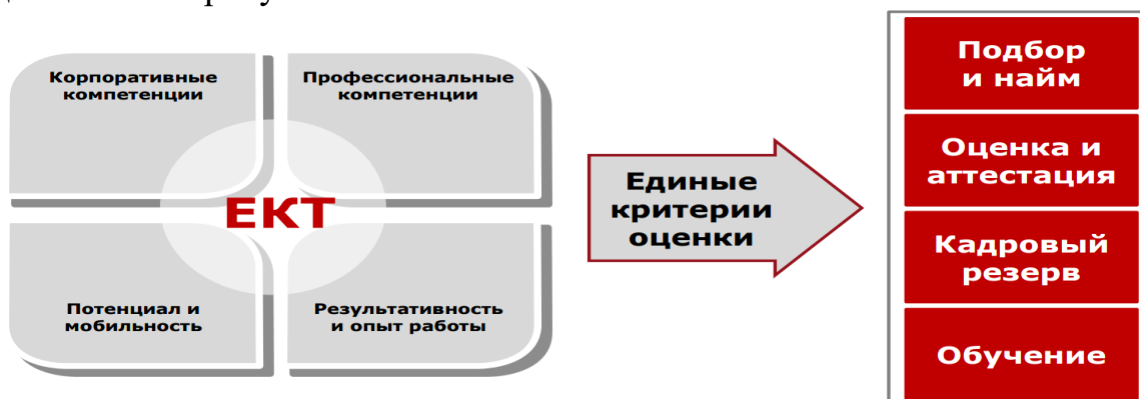 Корпоративные
компетенции
Профессиональные
компетенции
ЕКТ
Потенциал и
мобильность
Результативность
и опыт работы
Единые
критерии
оценки
Подбор
и найм
Оценка и
аттестация
Кадровый
резерв
Обучение